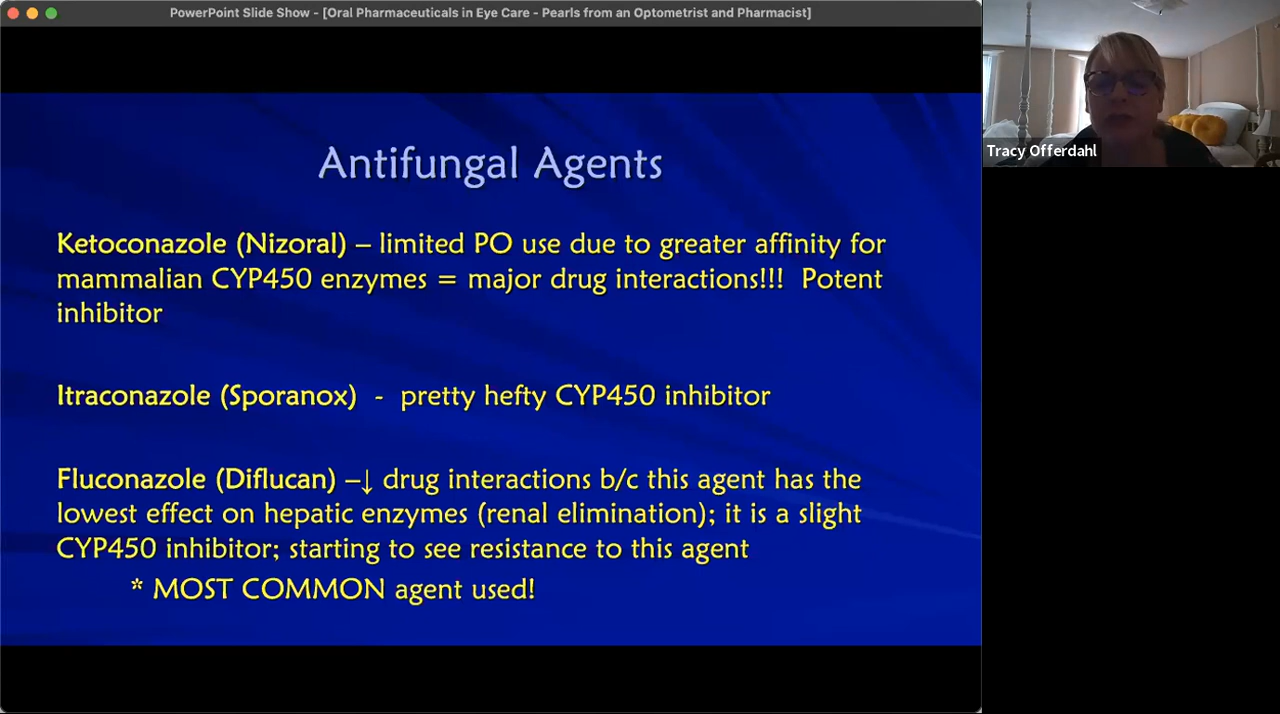 PowerPoint Slide Show - [Oral Pharmaceuticals in Eye Care - Pearls from an Optometrist and Pharmacist]
Antifungal Agents
Ketoconazole (Nizoral) – limited PO use due to greater affinity for
mammalian CYP450 enzymes = major drug interactions!!!  Potent
inhibitor
Itraconazole (Sporanox)  -  pretty hefty CYP450 inhibitor
Fluconazole (Diflucan) –↓ drug interactions b/c this agent has the
lowest effect on hepatic enzymes (renal elimination); it is a slight
CYP450 inhibitor; starting to see resistance to this agent
* MOST COMMON agent used!
Tracy Offerdahl